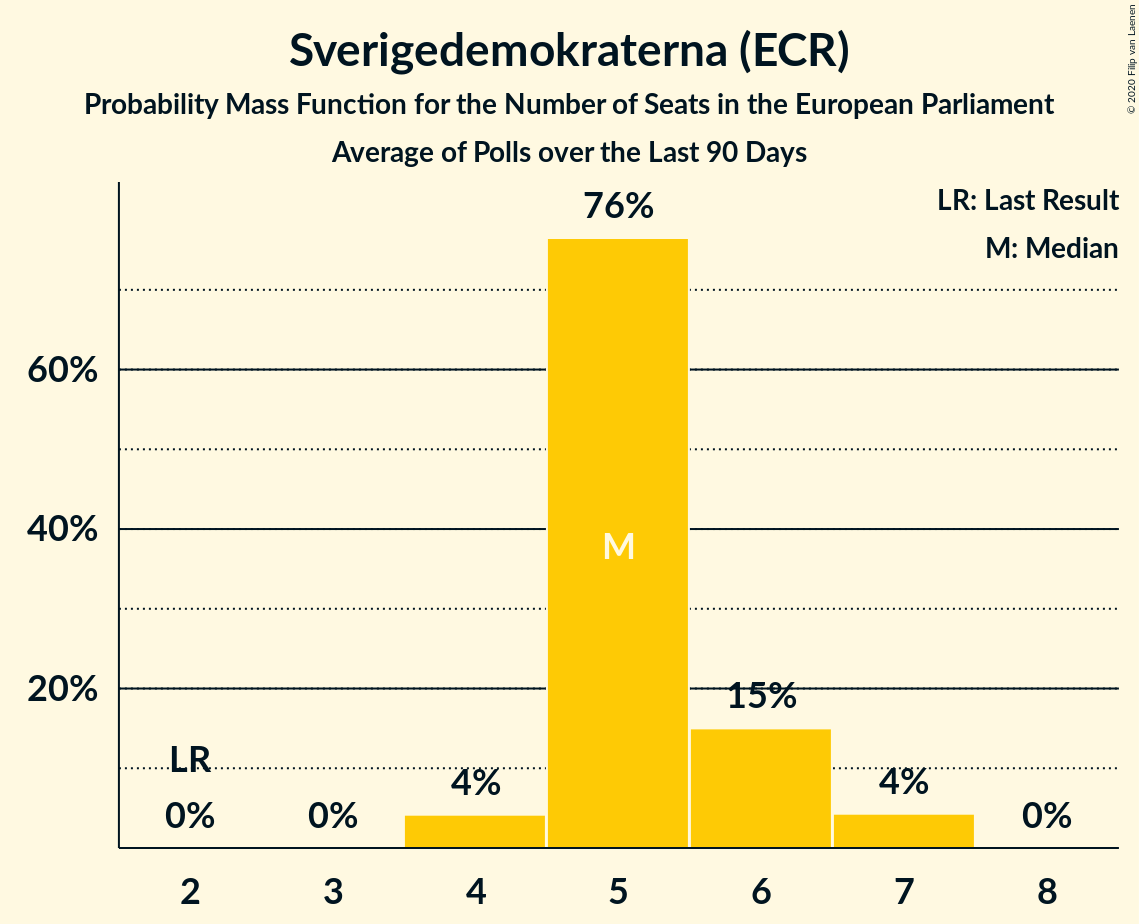 Sverigedemokraterna (ECR)
Probability Mass Function for the Number of Seats in the European Parliament
Average of Polls over the Last 90 Days
© 2020 Filip van Laenen
LR: Last Result
M: Median
76%
60%
40%
M
20%
15%
LR
4%
4%
0%
0%
0%
2
3
4
5
6
7
8